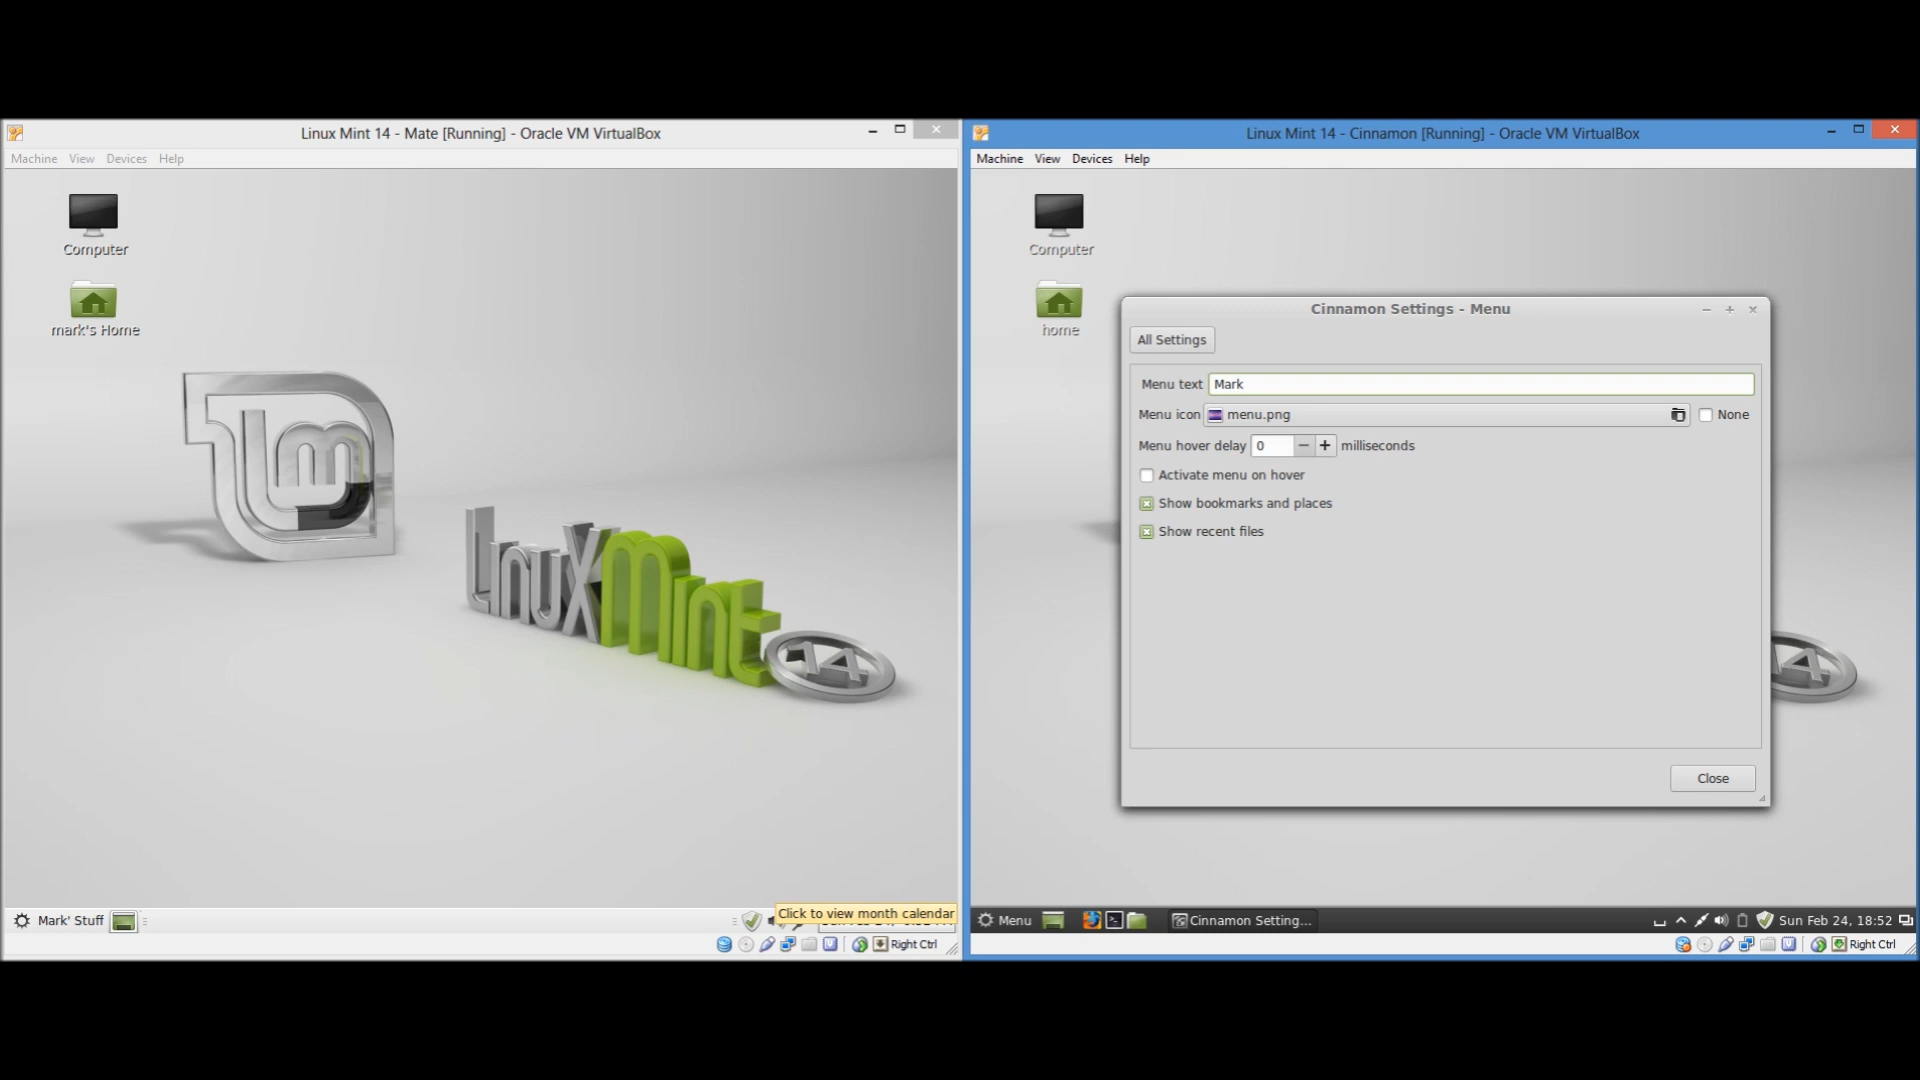 Linux Mint 14 - Mate [Running] - Oracle VM VirtualBox
Machine View Devices Help
Computer
mark's Home
LinuxMint
14
Mark' Stuff
Click to view month calendar
Right Ctrl
Linux Mint 14 - Cinnamon [Running] - Oracle VM VirtualBox
Machine View Devices Help
Computer
home
Cinnamon Settings - Menu
All Settings
Menu text Mark
Menu icon menu.png None
Menu hover delay 0 milliseconds
Activate menu on hover
Show bookmarks and places
Show recent files
14
Close
Menu Cinnamon Setting... Sun Feb 24, 18:52
Right Ctrl